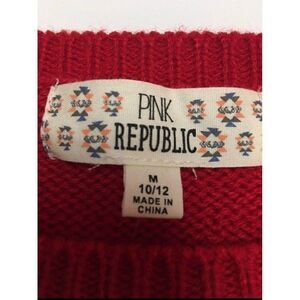 PINK
REPUBLIC
M
10/12
MADE IN
CHINA